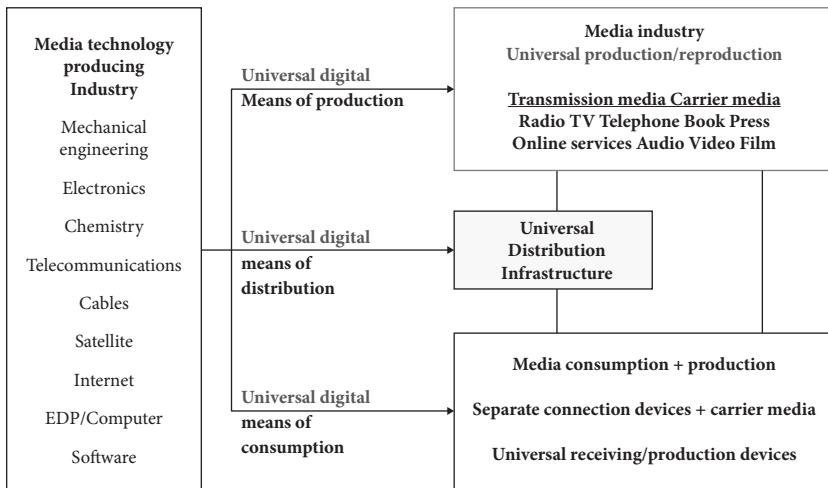 Media technology
producing
Industry
Mechanical
engineering
Electronics
Chemistry
Telecommunications
Cables
Satellite
Internet
EDP/Computer
Software
Universal digital
Means of production
Universal digital
means of
distribution
Universal digital
means of
consumption
Media industry
Universal production/reproduction
Transmission media Carrier media
Radio TV Telephone Book Press
Online services Audio Video Film
Universal
Distribution
Infrastructure
Media consumption + production
Separate connection devices + carrier media
Universal receiving/production devices